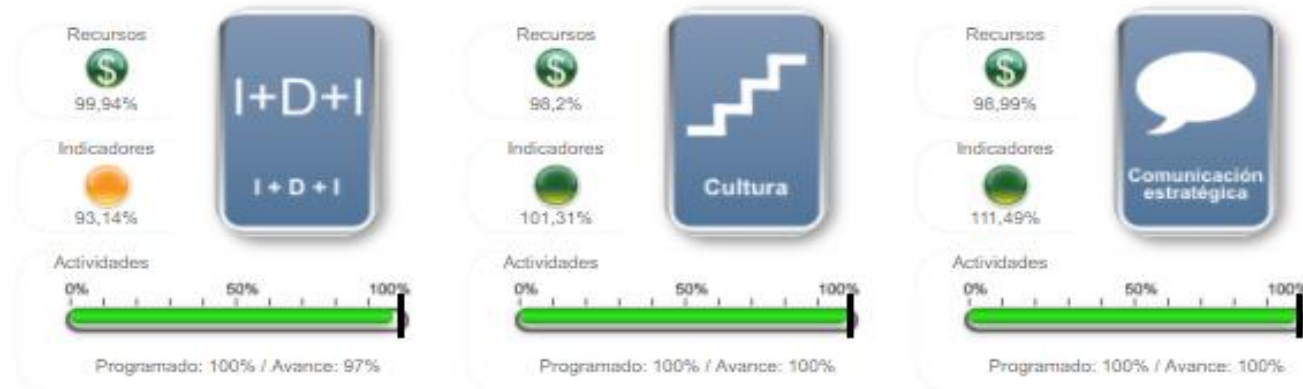 Recursos
$
99,94%
I+D+I
I + D + I
Indicadores
93,14%
Actividades
0% 50% 100%
Programado: 100% / Avance: 97%
Recursos
$
98,2%
Cultura
Indicadores
101,31%
Actividades
0% 50% 100%
Programado: 100% / Avance: 100%
Recursos
$
98,99%
Comunicación
estratégica
Indicadores
111,49%
Actividades
0% 50% 100%
Programado: 100% / Avance: 100%